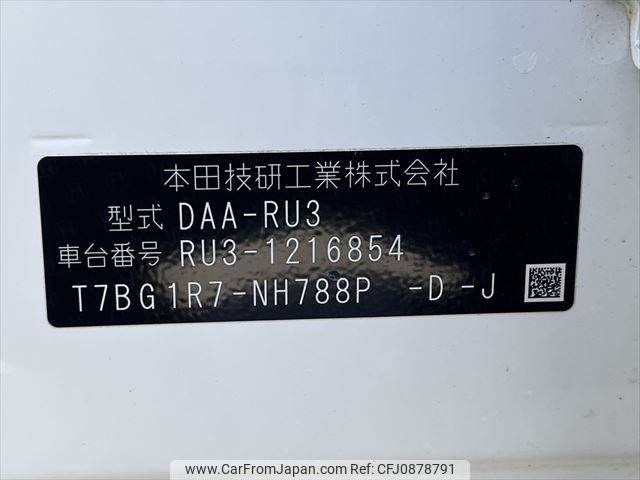 本田技研工業株式会社
型式 DAA-RU3
車台番号 RU3-1216854
T7BG1R7-NH788P -D-J
www.CarFromJapan.com | CFJ0878791